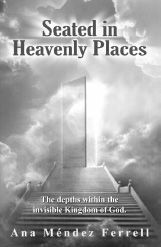 Seated in
Heavenly Places
The depths within the
invisible Kingdom of God.
Ana Méndez Ferrell